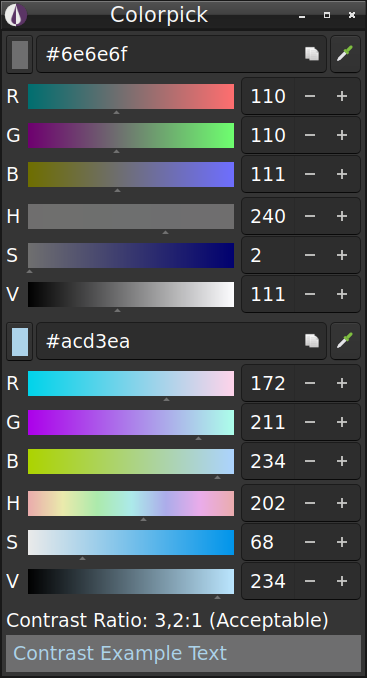 Colorpick
#6e6e6f
R 110 − +
G 110 − +
B 111 − +
H 240 − +
S 2 − +
V 111 − +
#acd3ea
R 172 − +
G 211 − +
B 234 − +
H 202 − +
S 68 − +
V 234 − +
Contrast Ratio: 3,2:1 (Acceptable)
Contrast Example Text